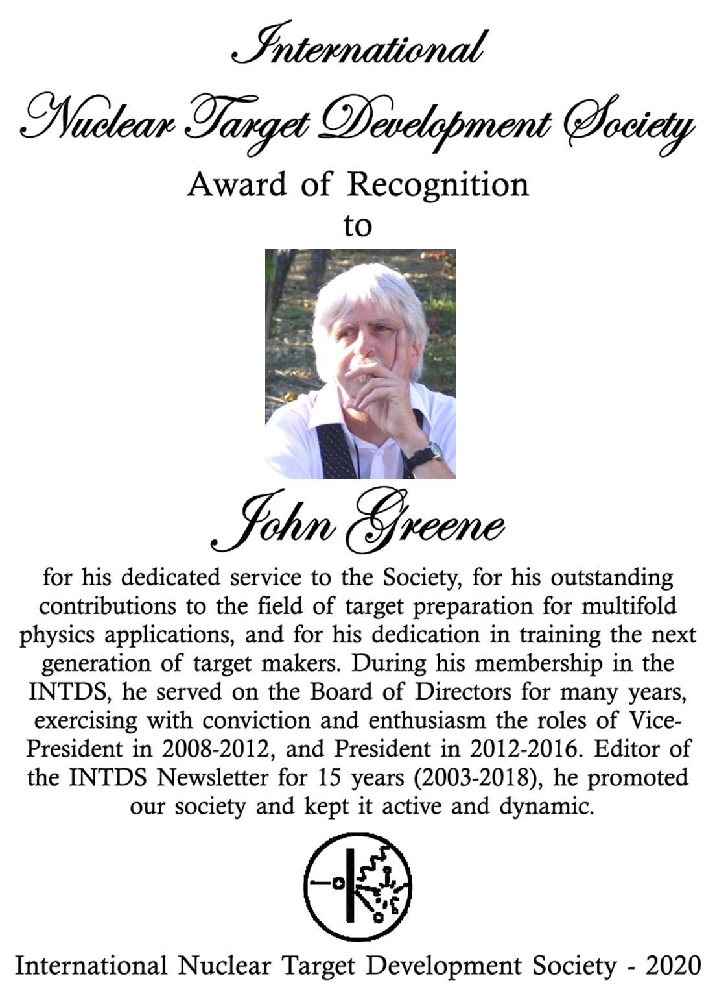 International
Nuclear Target Development Society
Award of Recognition
to
John Greene
for his dedicated service to the Society, for his outstanding
contributions to the field of target preparation for multifold
physics applications, and for his dedication in training the next
generation of target makers. During his membership in the
INTDS, he served on the Board of Directors for many years,
exercising with conviction and enthusiasm the roles of Vice-
President in 2008-2012, and President in 2012-2016. Editor of
the INTDS Newsletter for 15 years (2003-2018), he promoted
our society and kept it active and dynamic.
International Nuclear Target Development Society - 2020